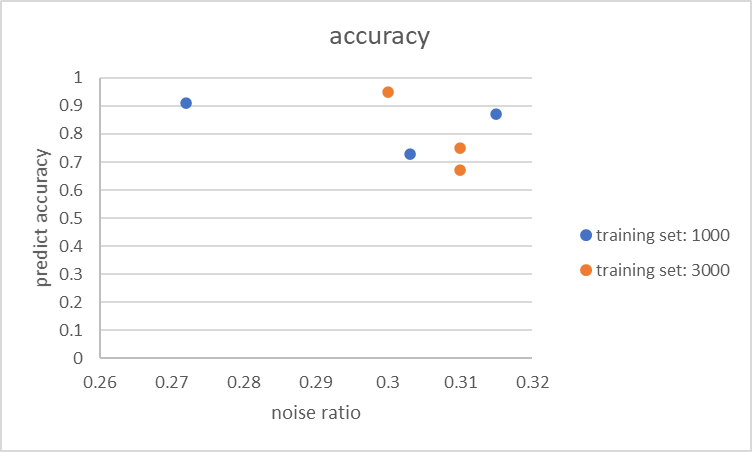 accuracy
1
0.9
0.8
0.7
0.6
0.5
0.4
0.3
0.2
0.1
0
predict accuracy
0.26 0.27 0.28 0.29 0.3 0.31 0.32
noise ratio
training set: 1000
training set: 3000